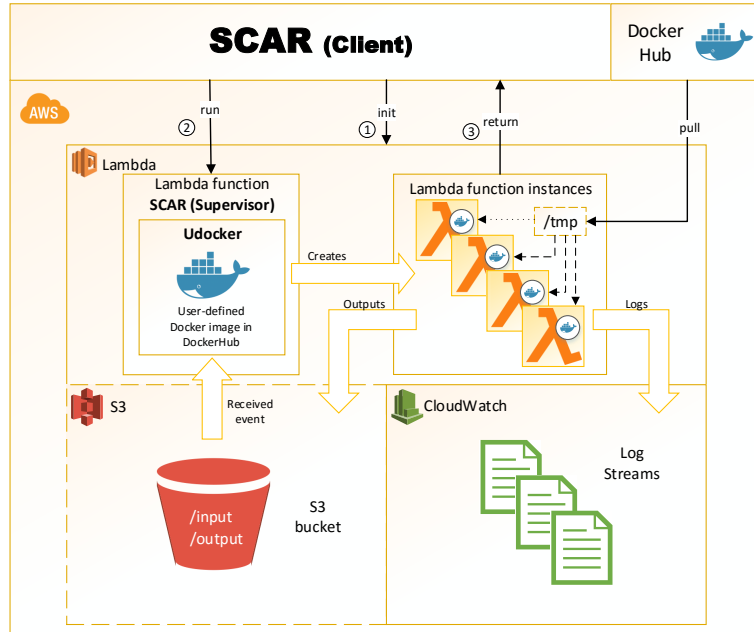 SCAR (Client)
Docker
Hub
AWS
run
②
init
①
return
③
pull
Lambda
Lambda function
SCAR (Supervisor)
Udocker
User-defined
Docker image in
DockerHub
Lambda function instances
/tmp
Creates
Outputs
Logs
S3
Received
event
CloudWatch
/input
/output
S3
bucket
Log
Streams